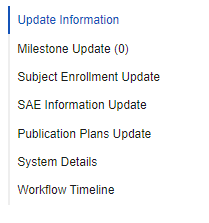 Update Information
Milestone Update (0)
Subject Enrollment Update
SAE Information Update
Publication Plans Update
System Details
Workflow Timeline